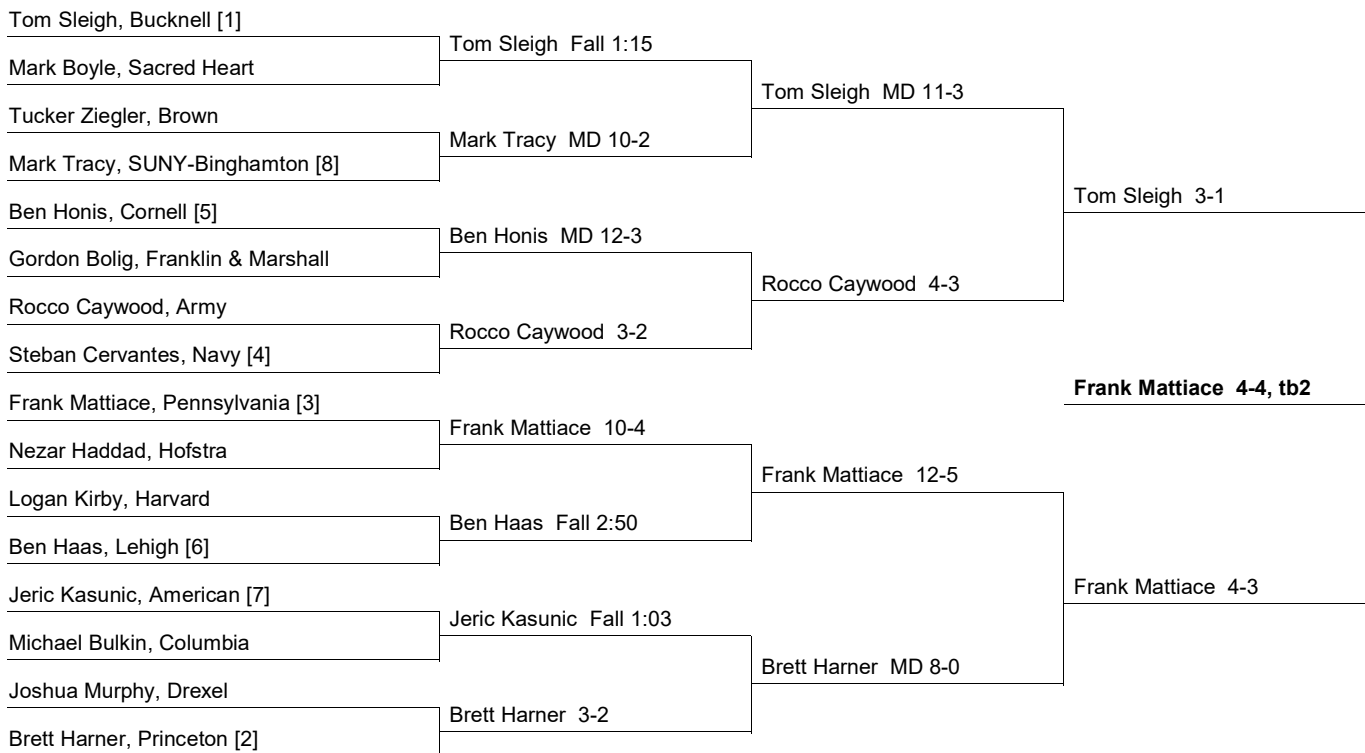 Tom Sleigh, Bucknell [1]
Mark Boyle, Sacred Heart
Tucker Ziegler, Brown
Mark Tracy, SUNY-Binghamton [8]
Ben Honis, Cornell [5]
Gordon Bolig, Franklin & Marshall
Rocco Caywood, Army
Steban Cervantes, Navy [4]
Frank Mattiace, Pennsylvania [3]
Nezar Haddad, Hofstra
Logan Kirby, Harvard
Ben Haas, Lehigh [6]
Jeric Kasunic, American [7]
Michael Bulkin, Columbia
Joshua Murphy, Drexel
Brett Harner, Princeton [2]
Tom Sleigh Fall 1:15
Mark Tracy MD 10-2
Ben Honis MD 12-3
Rocco Caywood 3-2
Frank Mattiace 10-4
Ben Haas Fall 2:50
Jeric Kasunic Fall 1:03
Brett Harner 3-2
Tom Sleigh MD 11-3
Rocco Caywood 4-3
Frank Mattiace 12-5
Brett Harner MD 8-0
Tom Sleigh 3-1
Frank Mattiace 4-3
Frank Mattiace 4-4, tb2